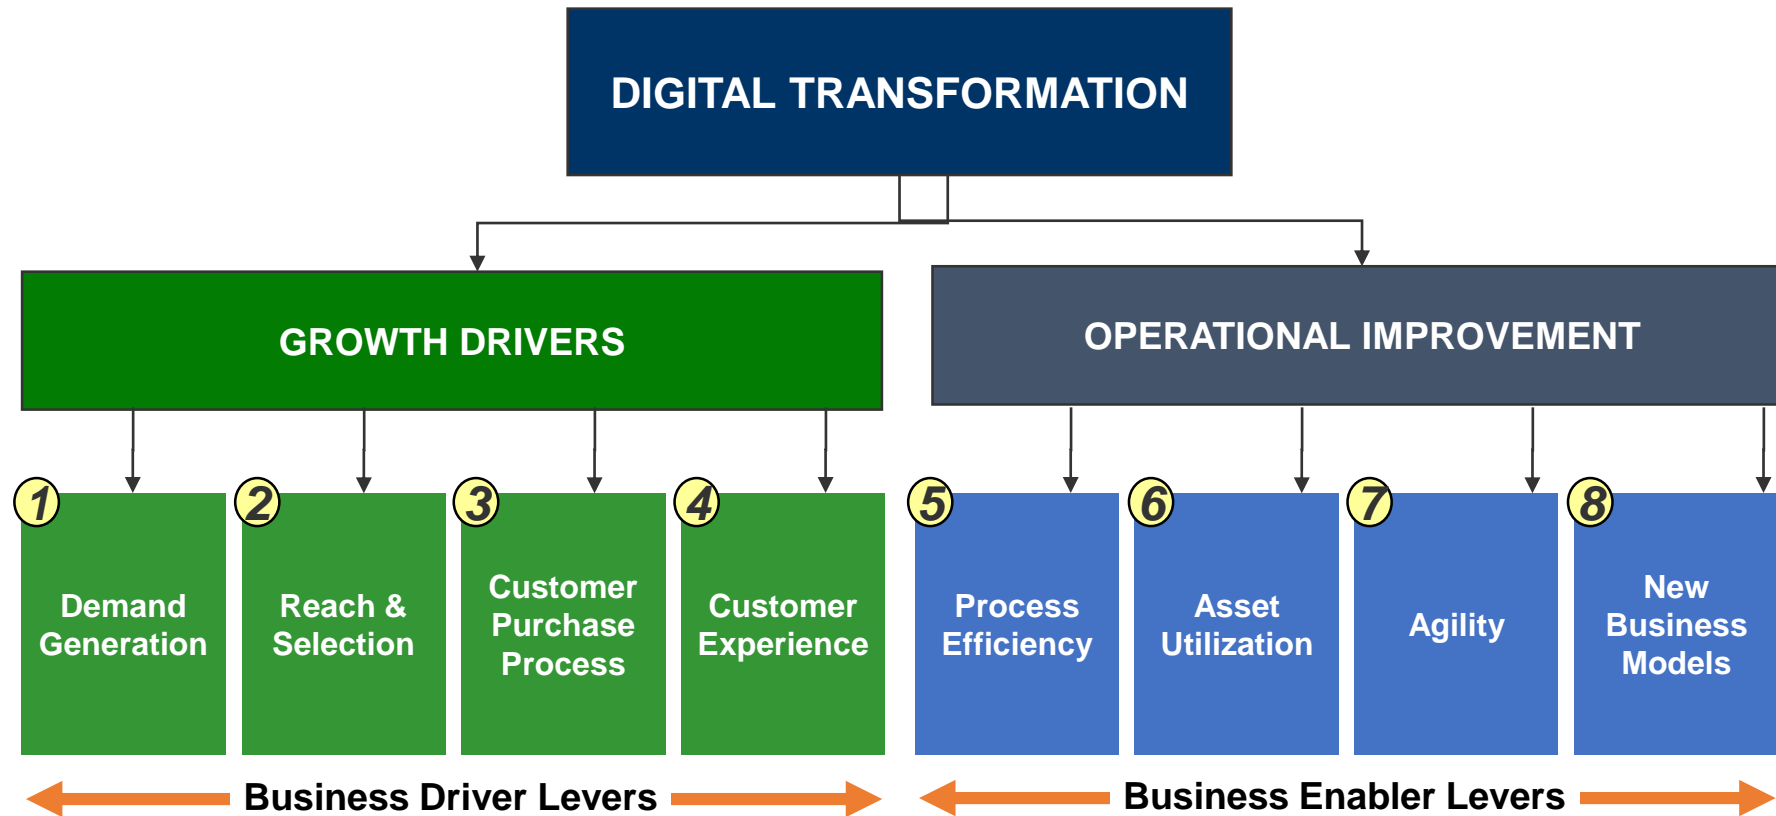 DIGITAL TRANSFORMATION
GROWTH DRIVERS
OPERATIONAL IMPROVEMENT
1
Demand
Generation
2
Reach &
Selection
3
Customer
Purchase
Process
4
Customer
Experience
5
Process
Efficiency
6
Asset
Utilization
7
Agility
8
New
Business
Models
Business Driver Levers
Business Enabler Levers